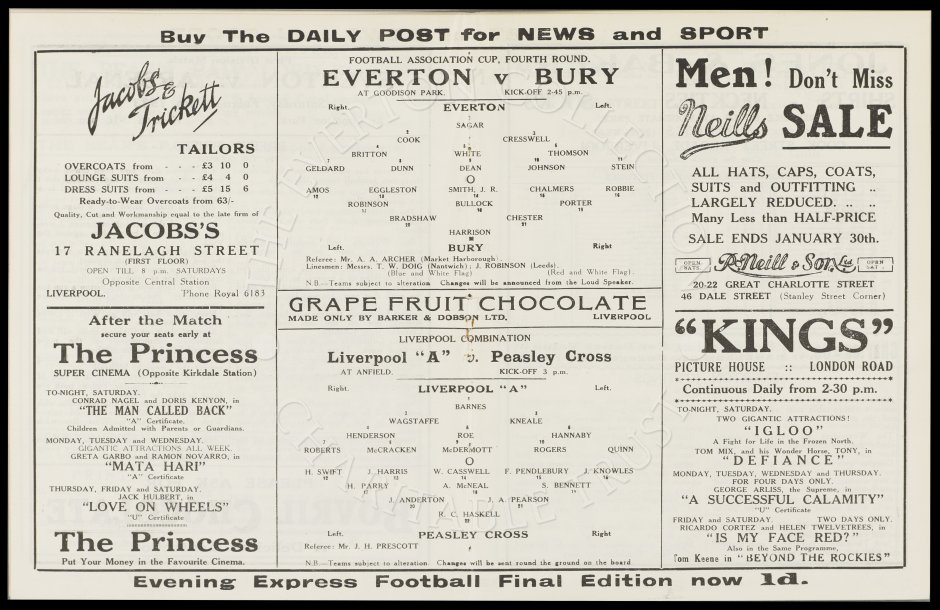 Buy The DAILY POST for NEWS and SPORT
Jacobs &
Trickett
TAILORS
OVERCOATS from - - - £3 10 0
LOUNGE SUITS from - - 4 4 0
DRESS SUITS from - - - £5 15 6
Ready-to-Wear Overcoats from 63/-
Quality, Cut and Workmanship equal to the late firm of
JACOBS'S
17 RANELAGH STREET
(FIRST FLOOR)
OPEN TILL 8 p.m. SATURDAYS
Opposite Central Station
LIVERPOOL. Phone Royal 6183
After the Match
secure your seats early at
The Princess
SUPER CINEMA (Opposite Kirkdale Station)
TO-NIGHT, SATURDAY.
CONRAD NAGEL and DORIS KENYON, in
"THE MAN CALLED BACK"
"A" Certificate.
Children Admitted with Parents or Guardians.
MONDAY, TUESDAY and WEDNESDAY.
GIGANTIC ATTRACTIONS ALL WEEK.
GRETA GARBO and RAMON NOVARRO, in
"MATA HARI"
"A" Certificate
THURSDAY, FRIDAY and SATURDAY.
JACK HULBERT, in
"LOVE ON WHEELS"
"U" Certificate
The Princess
Put Your Money in the Favourite Cinema.
FOOTBALL ASSOCIATION CUP, FOURTH ROUND.
EVERTON v BURY
AT GOODISON PARK. KICK-OFF 2-45 p.m.
Right. EVERTON Left.
SAGAR
2 3
COOK CRESSWELL
4 5 6
BRITTON WHITE THOMSON
7 8 9 10 11
GELDARD DUNN DEAN JOHNSON STEIN
O
AMOS EGGLESTON SMITH, J. R. CHALMERS ROBBIE
ROBINSON BULLOCK PORTER
BRADSHAW CHESTER
HARRISON
Left. BURY Right
Referee: Mr. A. A. ARCHER (Market Harborough).
Linesmen: Messrs. T. W. DOIG (Nantwich); J. ROBINSON (Leeds).
(Blue and White Flag) (Red and White Flag).
N.B.—Teams subject to alteration Changes will be announced from the Loud Speaker.
GRAPE FRUIT CHOCOLATE
MADE ONLY BY BARKER & DOBSON LTD. LIVERPOOL
LIVERPOOL COMBINATION
Liverpool "A" v. Peasley Cross
AT ANFIELD. KICK-OFF 3 p.m.
Right. LIVERPOOL "A" Left.
BARNES
WAGSTAFFE KNEALE
HENDERSON ROE HANNABY
ROBERTS McCRACKEN McDERMOTT ROGERS QUINN
O
H. SWIFT J. HARRIS W. CASSWELL F. PENDLEBURY J. KNOWLES
H. PARRY A. McNEAL S. BENNETT
J. ANDERTON J. A. PEARSON
R. C. HASKELL
Left PEASLEY CROSS Right
Referee: Mr. J. H. PRESCOTT
N.B.—Teams subject to alteration. Changes will be sent round the ground on the board.
Men! Don't Miss
Neills SALE
ALL HATS, CAPS, COATS,
SUITS and OUTFITTING ..
LARGELY REDUCED. .. ..
Many Less than HALF-PRICE
SALE ENDS JANUARY 30th.
OPEN SATS. R. Neill & Son, Ltd OPEN SAT.
20-22 GREAT CHARLOTTE STREET
46 DALE STREET (Stanley Street Corner)
"KINGS"
PICTURE HOUSE :: LONDON ROAD
Continuous Daily from 2-30 p.m.
TO-NIGHT, SATURDAY.
TWO GIGANTIC ATTRACTIONS!
"IGLOO"
A Fight for Life in the Frozen North.
TOM MIX, and his Wonder Horse, TONY, in
"DEFIANCE"
MONDAY, TUESDAY, WEDNESDAY and THURSDAY.
FOR FOUR DAYS ONLY.
GEORGE ARLISS, the Supreme, in
"A SUCCESSFUL CALAMITY"
"U" Certificate
FRIDAY and SATURDAY. TWO DAYS ONLY.
RICARDO CORTEZ and HELEN TWELVETREES, in
"IS MY FACE RED?"
Also in the Same Programme,
Tom Keene in "BEYOND THE ROCKIES"
Evening Express Football Final Edition now 1d.